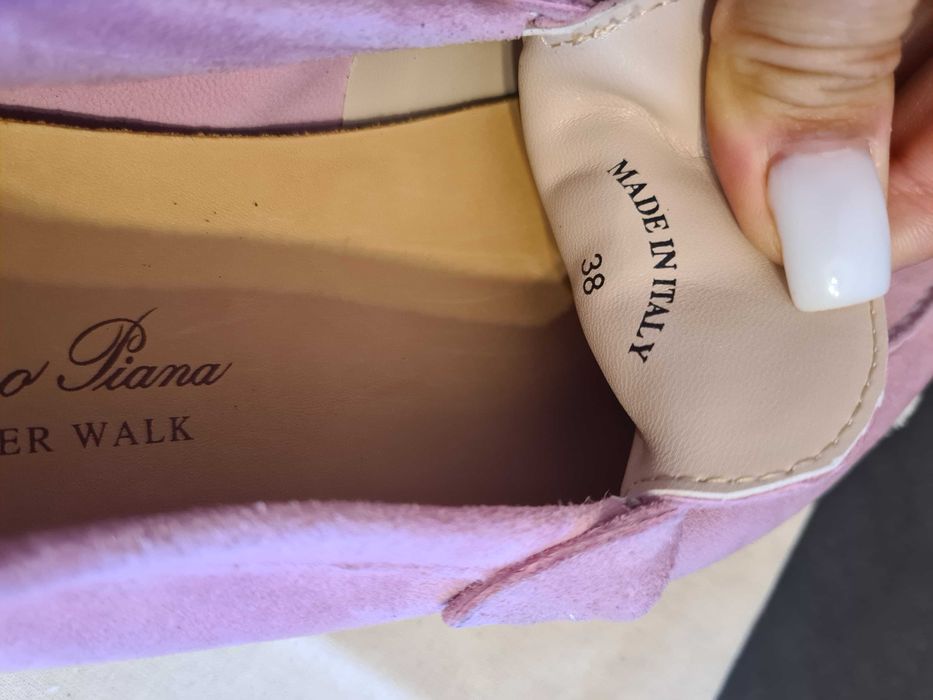 o Piana
ER WALK
MADE IN ITALY
38